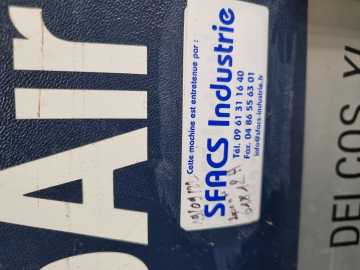 Cette machine est entretenue par :
SFACS Industrie
Tél. 09 61 31 16 40
Fax. 04 86 55 63 01
info@sfacs-industrie.fr
Air
DELCOS XL